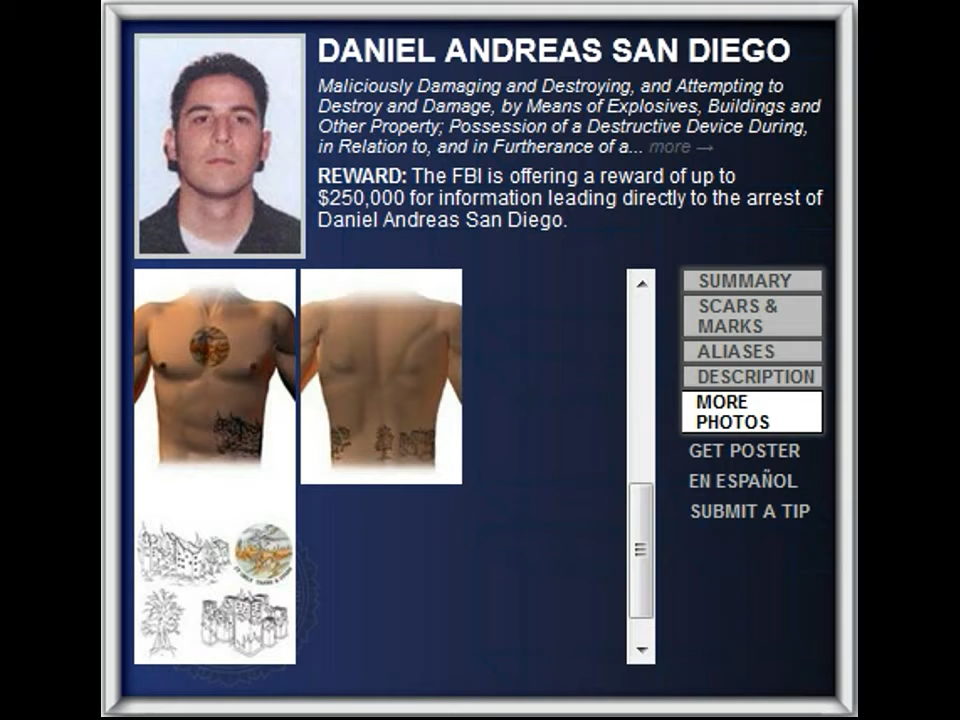 DANIEL ANDREAS SAN DIEGO
Maliciously Damaging and Destroying, and Attempting to
Destroy and Damage, by Means of Explosives, Buildings and
Other Property; Possession of a Destructive Device During,
in Relation to, and in Furtherance of a... more →
REWARD: The FBI is offering a reward of up to
$250,000 for information leading directly to the arrest of
Daniel Andreas San Diego.
SUMMARY
SCARS &
MARKS
ALIASES
DESCRIPTION
MORE
PHOTOS
GET POSTER
EN ESPAÑOL
SUBMIT A TIP